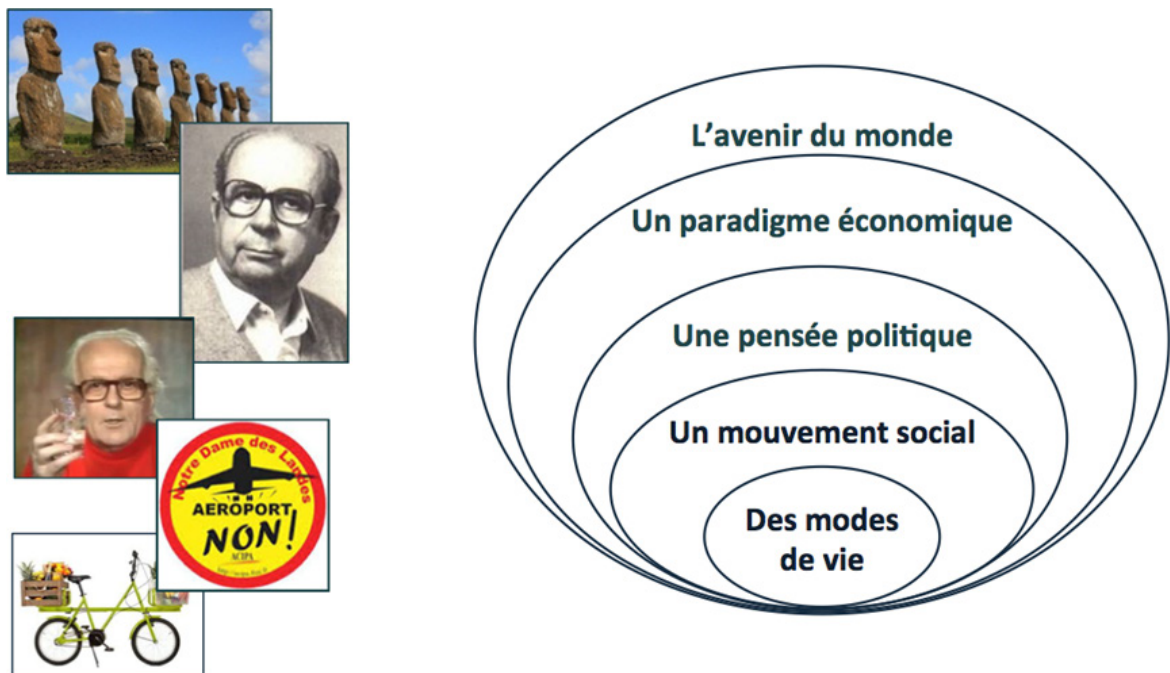 L’avenir du monde
Un paradigme économique
Une pensée politique
Un mouvement social
Des modes
de vie
Notre Dame des Landes
AEROPORT
NON!
ACIPA